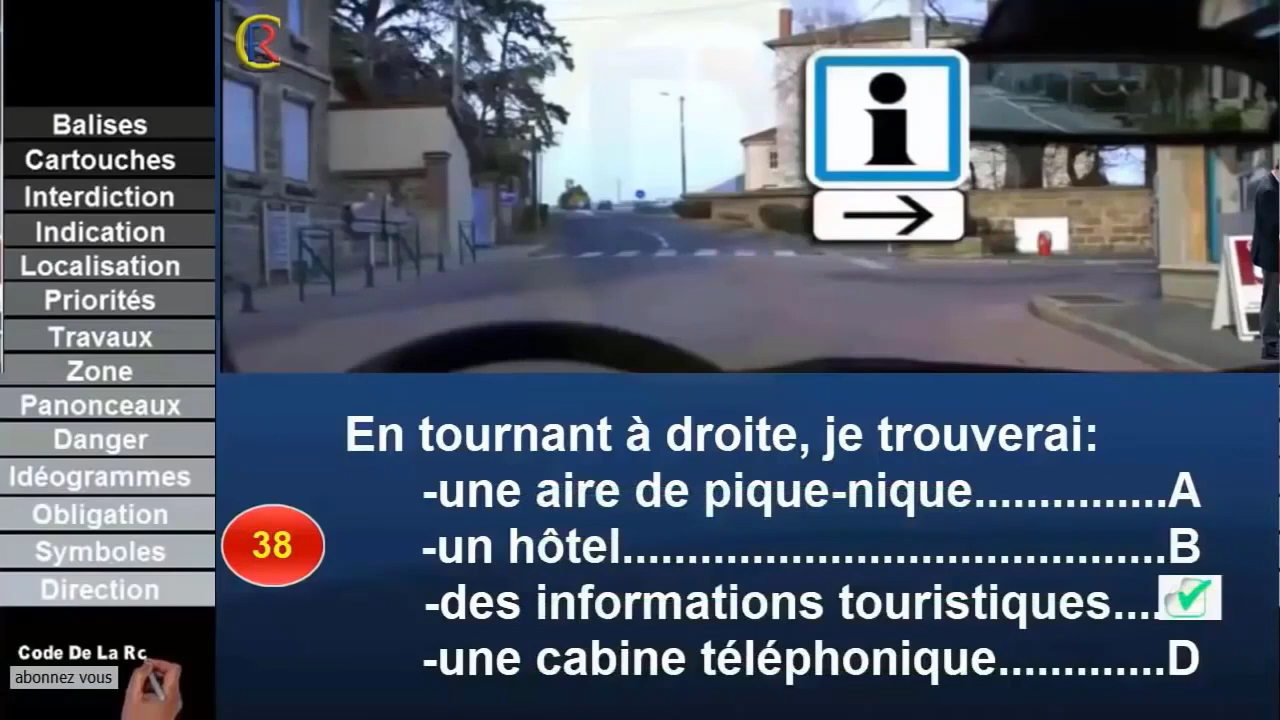 CR
Balises
Cartouches
Interdiction
Indication
Localisation
Priorités
Travaux
Zone
Panonceaux
Danger
Idéogrammes
Obligation
Symboles
Direction
Code De La Rc
abonnez vous
i
En tournant à droite, je trouverai:
-une aire de pique-nique...............A
-un hôtel..........................................B
38
-des informations touristiques....
-une cabine téléphonique.............D